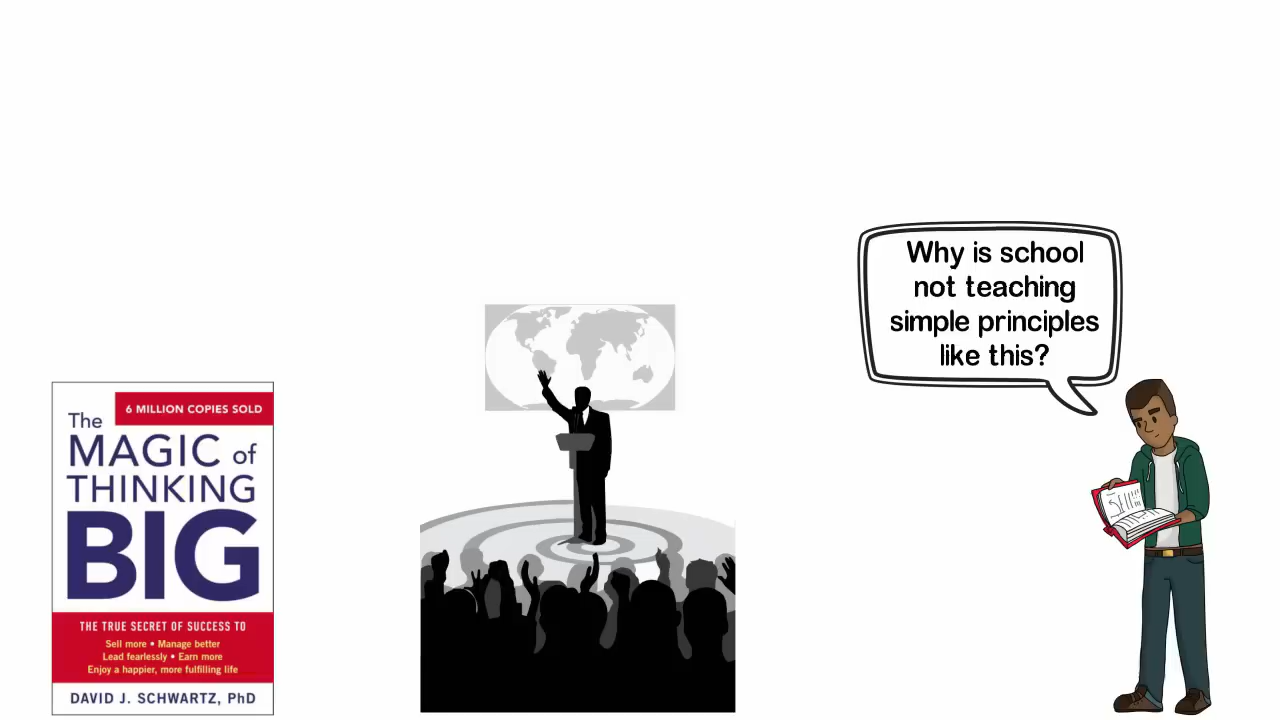 6 MILLION COPIES SOLD
The
MAGIC of
THINKING
BIG
THE TRUE SECRET OF SUCCESS TO
Sell more • Manage better
Lead fearlessly • Earn more
Enjoy a happier, more fulfilling life
DAVID J. SCHWARTZ, PhD
Why is school
not teaching
simple principles
like this?